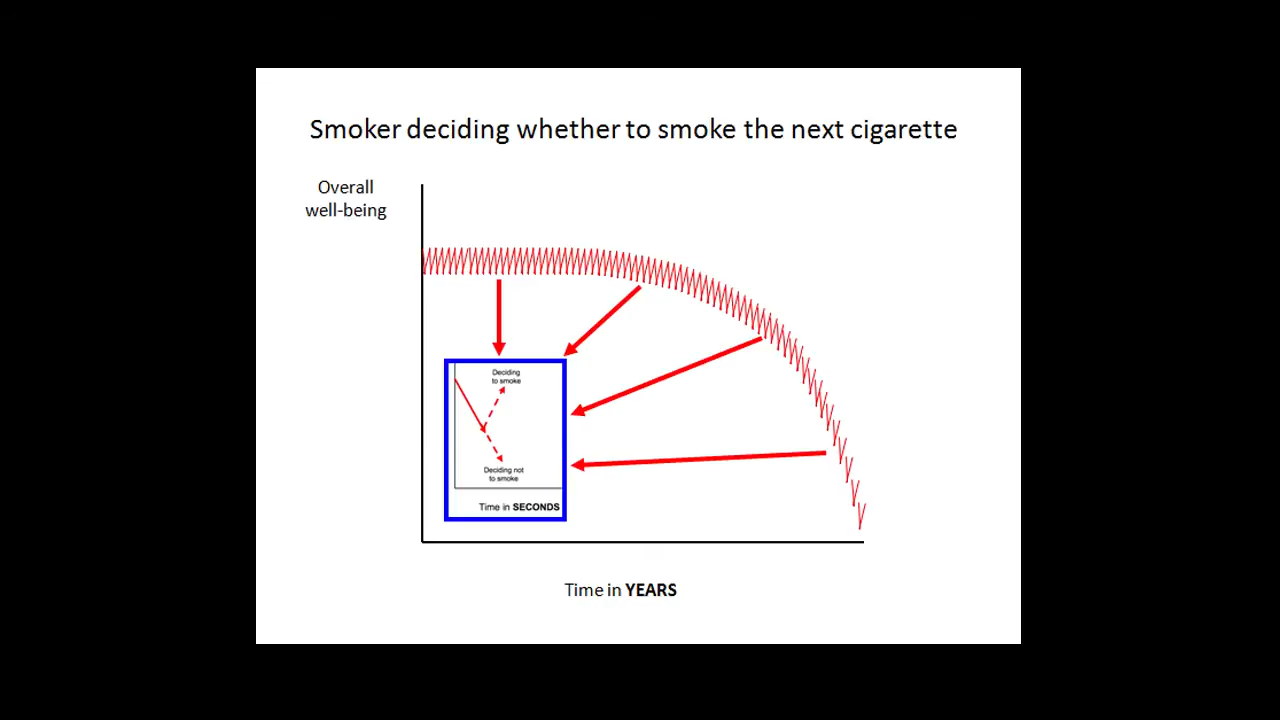 Smoker deciding whether to smoke the next cigarette
Overall
well-being
Deciding
to smoke
Deciding not
to smoke
Time in SECONDS
Time in YEARS